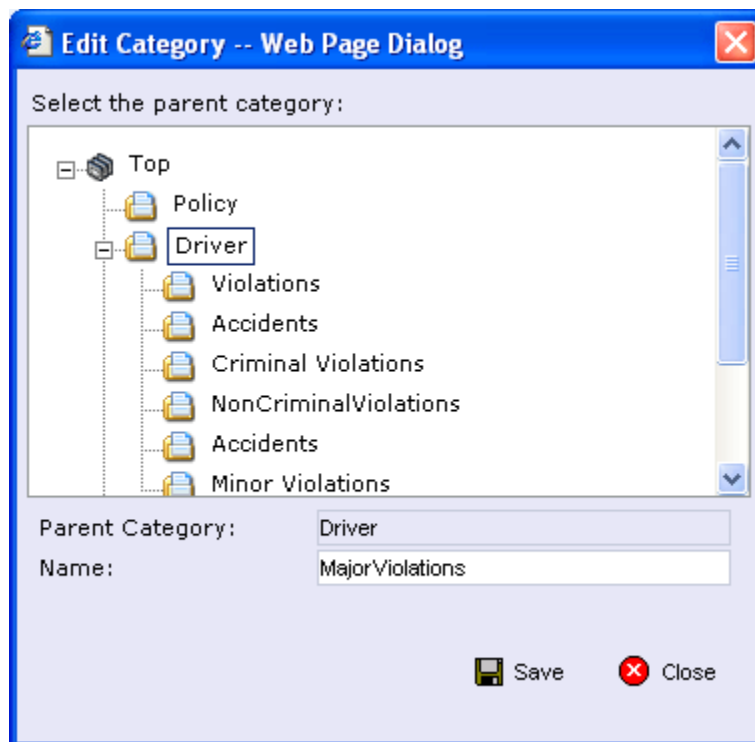 Edit Category -- Web Page Dialog
Select the parent category:
Top
Policy
Driver
Violations
Accidents
Criminal Violations
NonCriminalViolations
Accidents
Minor Violations
Parent Category: Driver
Name: MajorViolations
Save Close